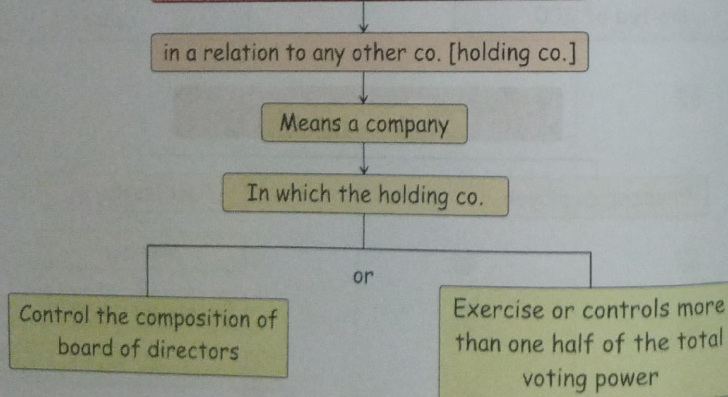 in a relation to any other co. [holding co.]
Means a company
In which the holding co.
or
Control the composition of
board of directors
Exercise or controls more
than one half of the total
voting power